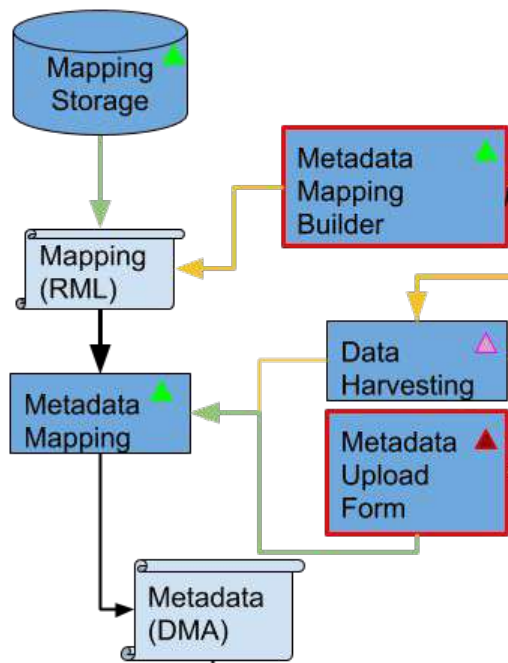 Mapping
Storage
Metadata
Mapping
Builder
Mapping
(RML)
Data
Harvesting
Metadata
Mapping
Metadata
Upload
Form
Metadata
(DMA)